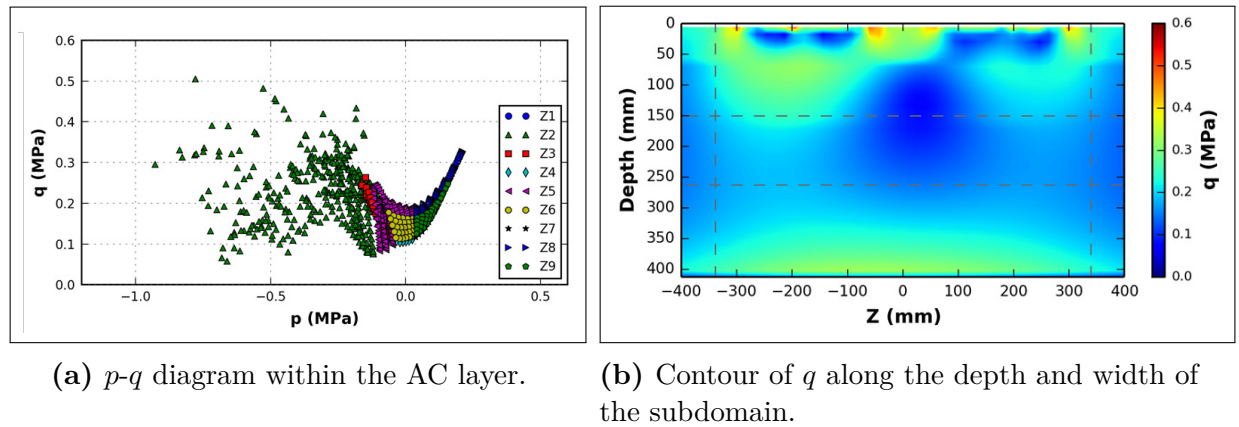 0.6
0.5
0.4
0.3
0.2
0.1
0.0
q (MPa)
−1.0 −0.5 0.0 0.5
p (MPa)
Z1
Z2
Z3
Z4
Z5
Z6
Z7
Z8
Z9
0
50
100
150
200
250
300
350
400
Depth (mm)
−400 −300 −200 −100 0 100 200 300 400
Z (mm)
0.6
0.5
0.4
0.3
0.2
0.1
0.0
q (MPa)
(a) p-q diagram within the AC layer.
(b) Contour of q along the depth and width of
the subdomain.